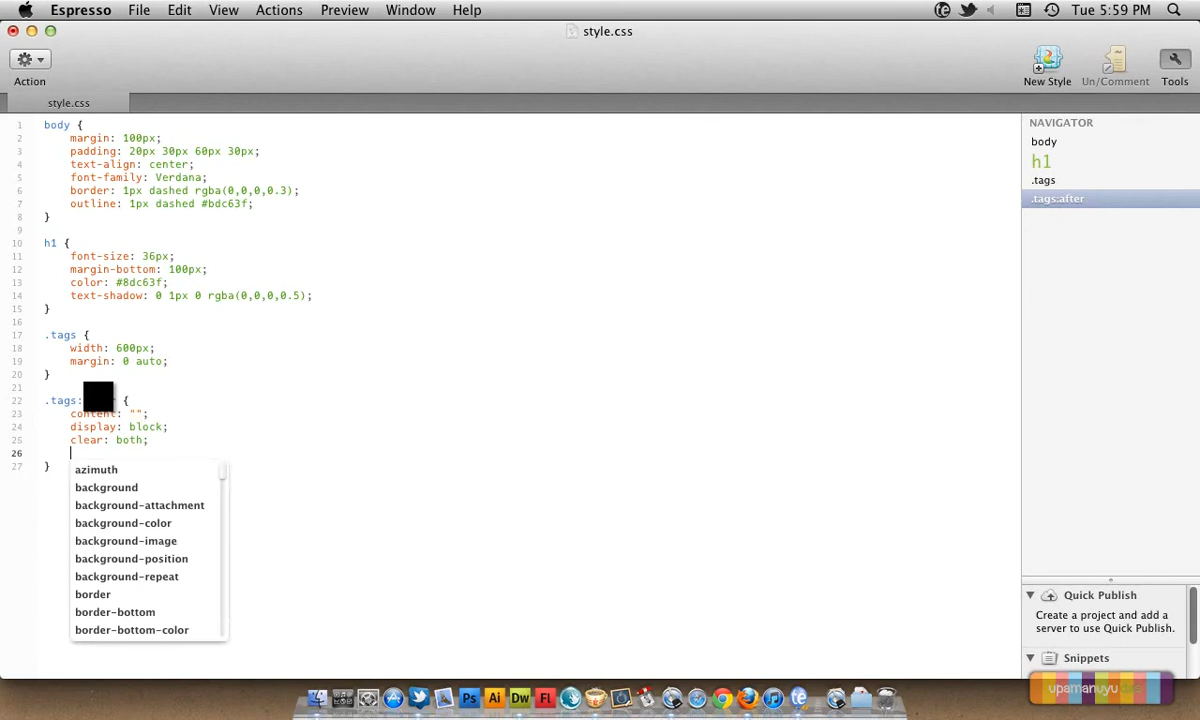 Espresso File Edit View Actions Preview Window Help Tue 5:59 PM
style.css
Action New Style Un/Comment Tools
style.css
1 body {
2 margin: 100px;
3 padding: 20px 30px 60px 30px;
4 text-align: center;
5 font-family: Verdana;
6 border: 1px dashed rgba(0,0,0,0.3);
7 outline: 1px dashed #bdc63f;
8 }
9
10 h1 {
11 font-size: 36px;
12 margin-bottom: 100px;
13 color: #8dc63f;
14 text-shadow: 0 1px 0 rgba(0,0,0,0.5);
15 }
16
17 .tags {
18 width: 600px;
19 margin: 0 auto;
20 }
21
22 .tags: {
23 content: "";
24 display: block;
25 clear: both;
26
27 }
azimuth
background
background-attachment
background-color
background-image
background-position
background-repeat
border
border-bottom
border-bottom-color
NAVIGATOR
body
h1
.tags
.tags:after
Quick Publish
Create a project and add a
server to use Quick Publish.
Snippets
Ps Ai Dw Fl
upamanyu